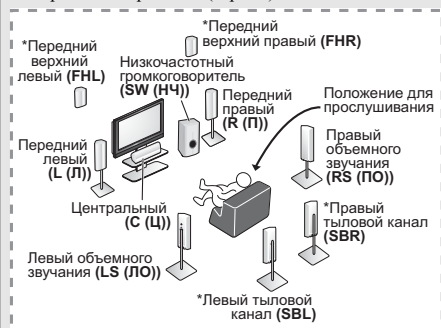 *Передний
верхний правый (FHR)
*Передний
верхний
левый (FHL)
Низкочастотный
громкоговоритель
(SW (НЧ))
Передний
правый
(R (П))
Положение для
прослушивания
Передний
левый
(L (Л))
Правый
объемного
звучания
(RS (ПО))
Центральный
(C (Ц))
*Правый
тыловой канал
(SBR)
Левый объемного
звучания (LS (ЛО))
*Левый тыловой
канал (SBL)